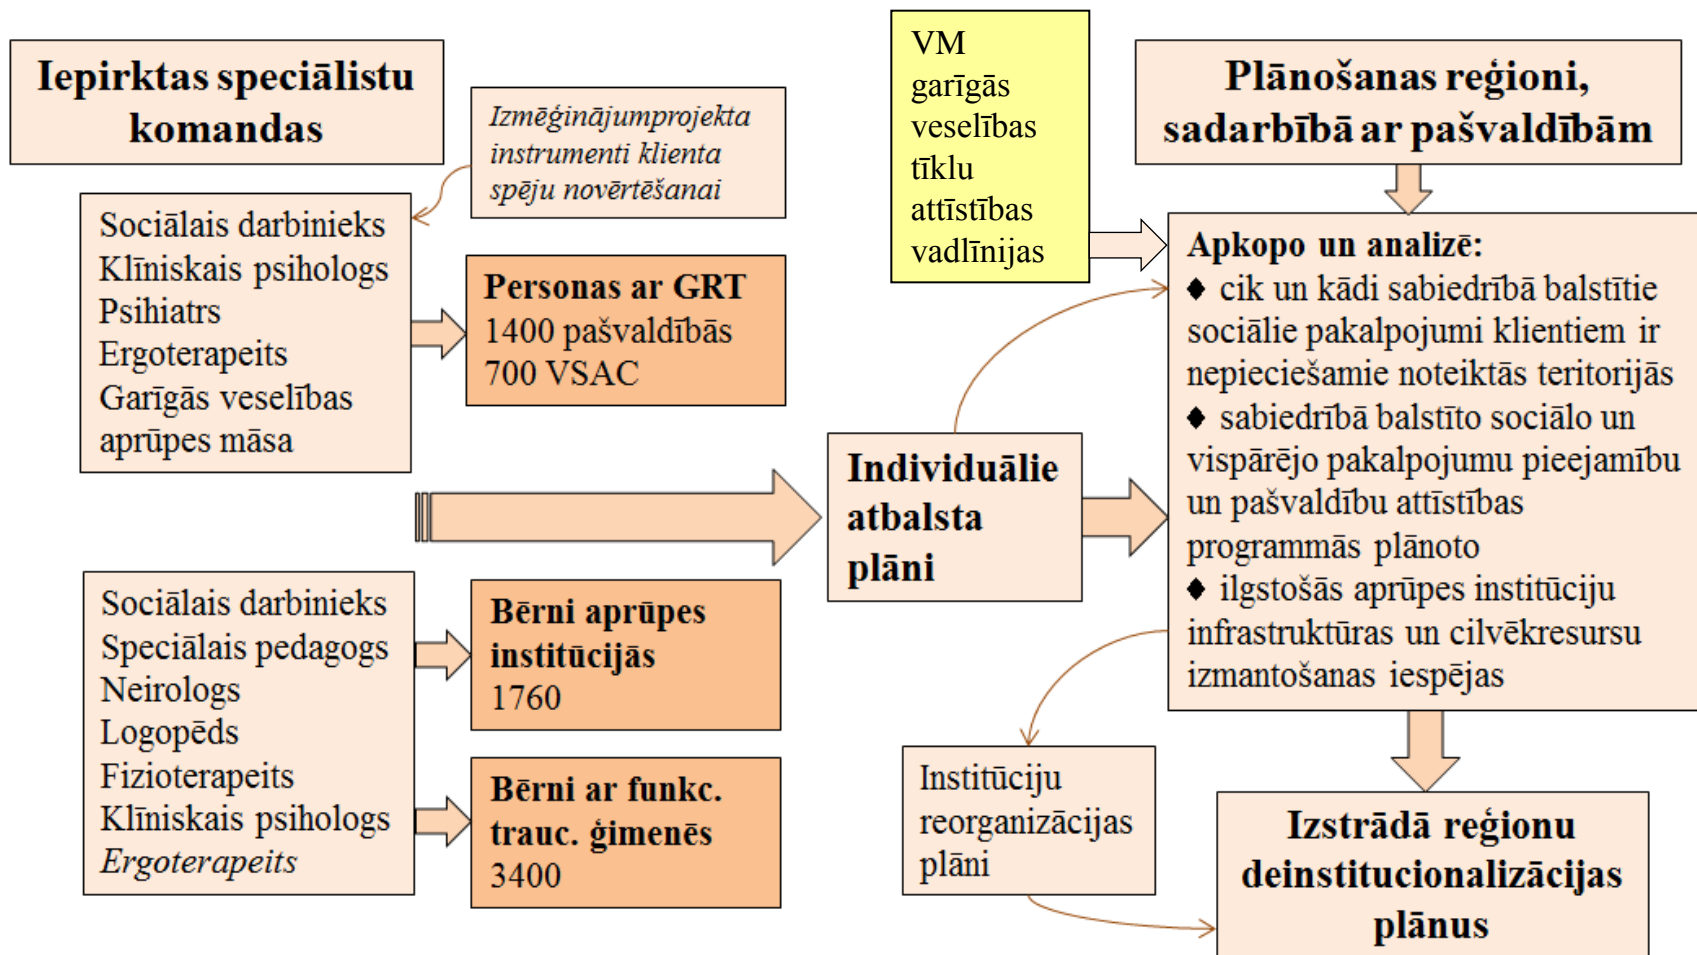 Iepirktas speciālistu
komandas
Izmēģinājumprojekta
instrumenti klienta
spēju novērtēšanai
Sociālais darbinieks
Klīniskais psihologs
Psihiatrs
Ergoterapeits
Garīgās veselības
aprūpes māsa
Personas ar GRT
1400 pašvaldībās
700 VSAC
Sociālais darbinieks
Speciālais pedagogs
Neirologs
Logopēds
Fizioterapeits
Klīniskais psihologs
Ergoterapeits
Bērni aprūpes
institūcijās
1760
Bērni ar funkc.
trauc. ģimenēs
3400
Individuālie
atbalsta
plāni
VM
garīgās
veselības
tīklu
attīstības
vadlīnijas
Plānošanas reģioni,
sadarbībā ar pašvaldībām
Apkopo un analizē:
♦ cik un kādi sabiedrībā balstītie
sociālie pakalpojumi klientiem ir
nepieciešamie noteiktās teritorijās
♦ sabiedrībā balstīto sociālo un
vispārējo pakalpojumu pieejamību
un pašvaldību attīstības
programmās plānoto
♦ ilgstošās aprūpes institūciju
infrastruktūras un cilvēkresursu
izmantošanas iespējas
Institūciju
reorganizācijas
plāni
Izstrādā reģionu
deinstitucionalizācijas
plānus